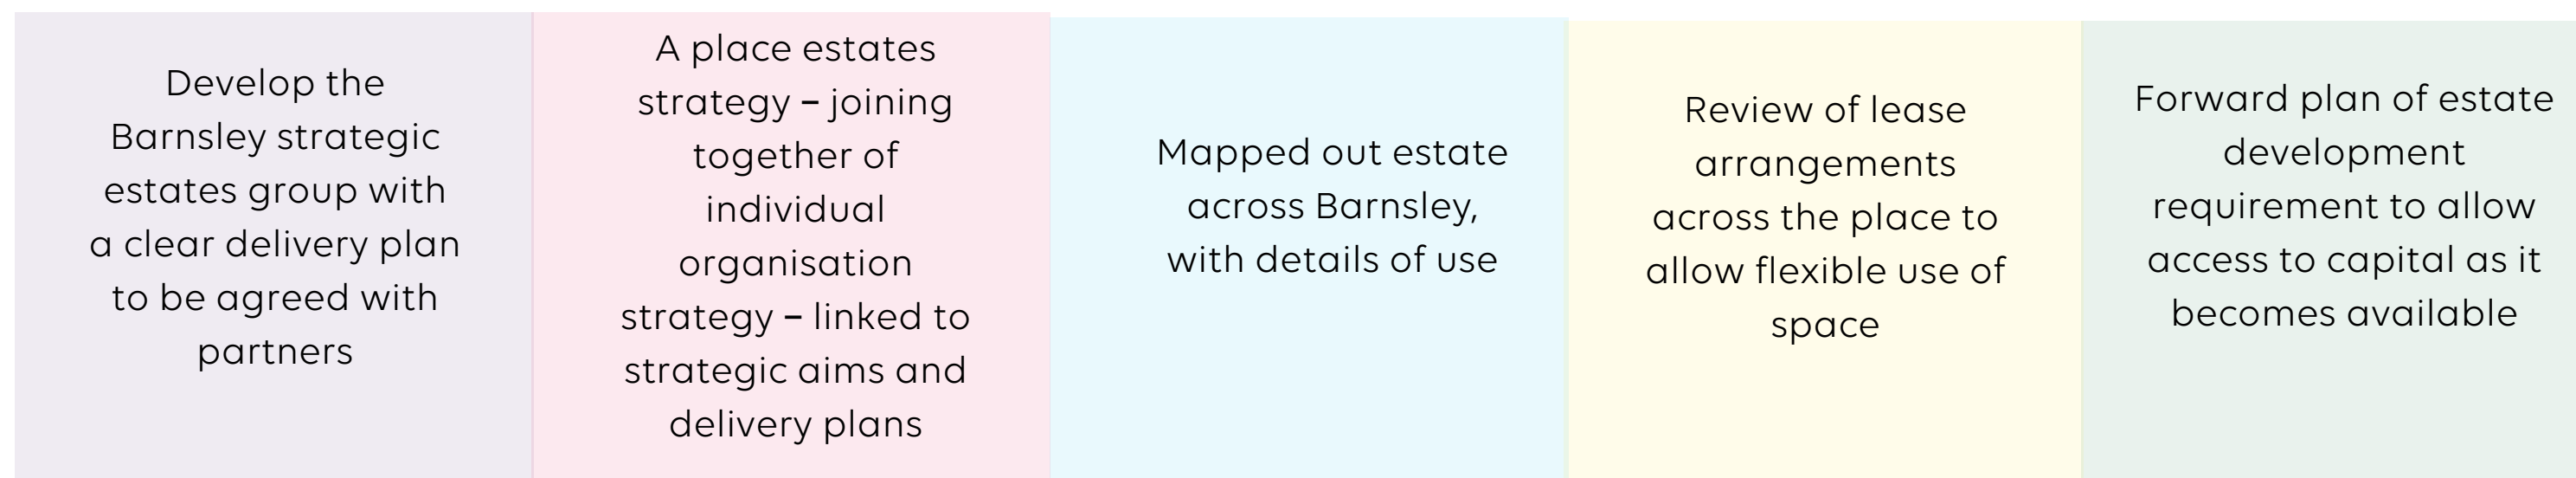 Develop the
Barnsley strategic
estates group with
a clear delivery plan
to be agreed with
partners
A place estates
strategy – joining
together of
individual
organisation
strategy – linked to
strategic aims and
delivery plans
Mapped out estate
across Barnsley,
with details of use
Review of lease
arrangements
across the place to
allow flexible use of
space
Forward plan of estate
development
requirement to allow
access to capital as it
becomes available